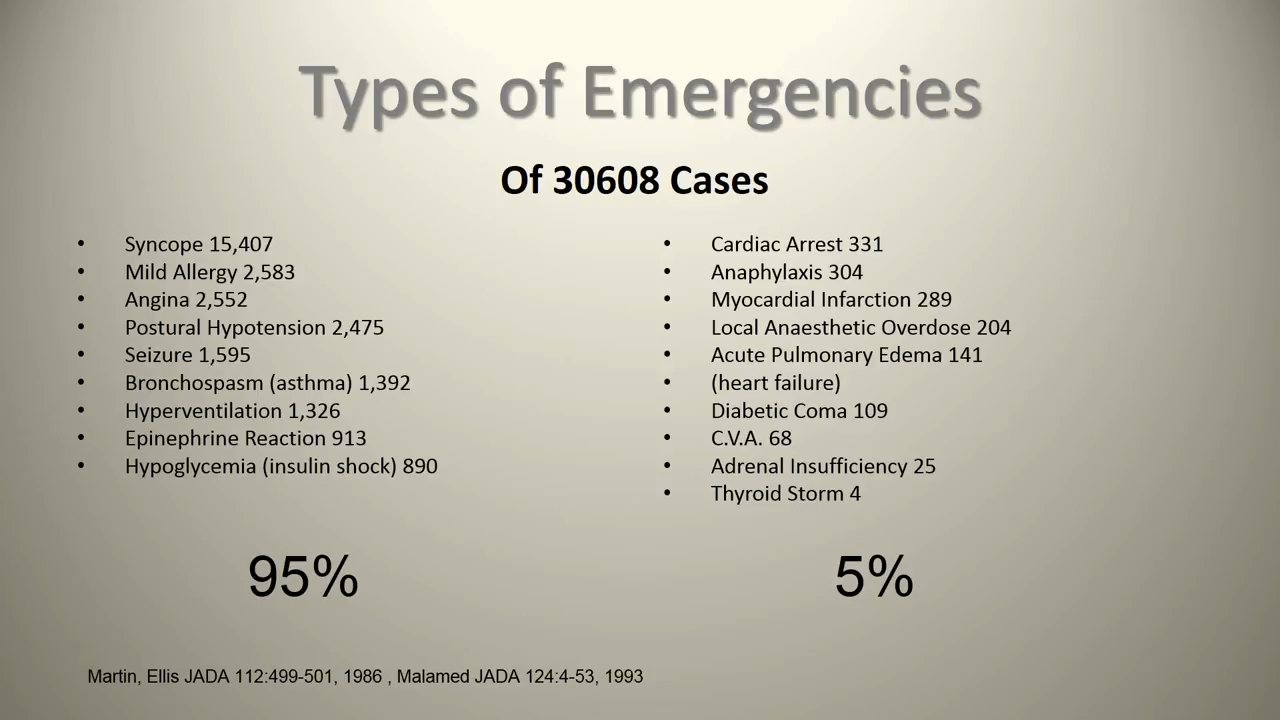 Types of Emergencies
Of 30608 Cases
• Syncope 15,407
• Mild Allergy 2,583
• Angina 2,552
• Postural Hypotension 2,475
• Seizure 1,595
• Bronchospasm (asthma) 1,392
• Hyperventilation 1,326
• Epinephrine Reaction 913
• Hypoglycemia (insulin shock) 890
95%
• Cardiac Arrest 331
• Anaphylaxis 304
• Myocardial Infarction 289
• Local Anaesthetic Overdose 204
• Acute Pulmonary Edema 141
• (heart failure)
• Diabetic Coma 109
• C.V.A. 68
• Adrenal Insufficiency 25
• Thyroid Storm 4
5%
Martin, Ellis JADA 112:499-501, 1986 , Malamed JADA 124:4-53, 1993